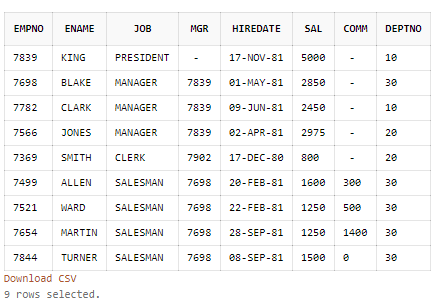 EMPNO ENAME JOB MGR HIREDATE SAL COMM DEPTNO
7839 KING PRESIDENT - 17-NOV-81 5000 - 10
7698 BLAKE MANAGER 7839 01-MAY-81 2850 - 30
7782 CLARK MANAGER 7839 09-JUN-81 2450 - 10
7566 JONES MANAGER 7839 02-APR-81 2975 - 20
7369 SMITH CLERK 7902 17-DEC-80 800 - 20
7499 ALLEN SALESMAN 7698 20-FEB-81 1600 300 30
7521 WARD SALESMAN 7698 22-FEB-81 1250 500 30
7654 MARTIN SALESMAN 7698 28-SEP-81 1250 1400 30
7844 TURNER SALESMAN 7698 08-SEP-81 1500 0 30
Download CSV
9 rows selected.